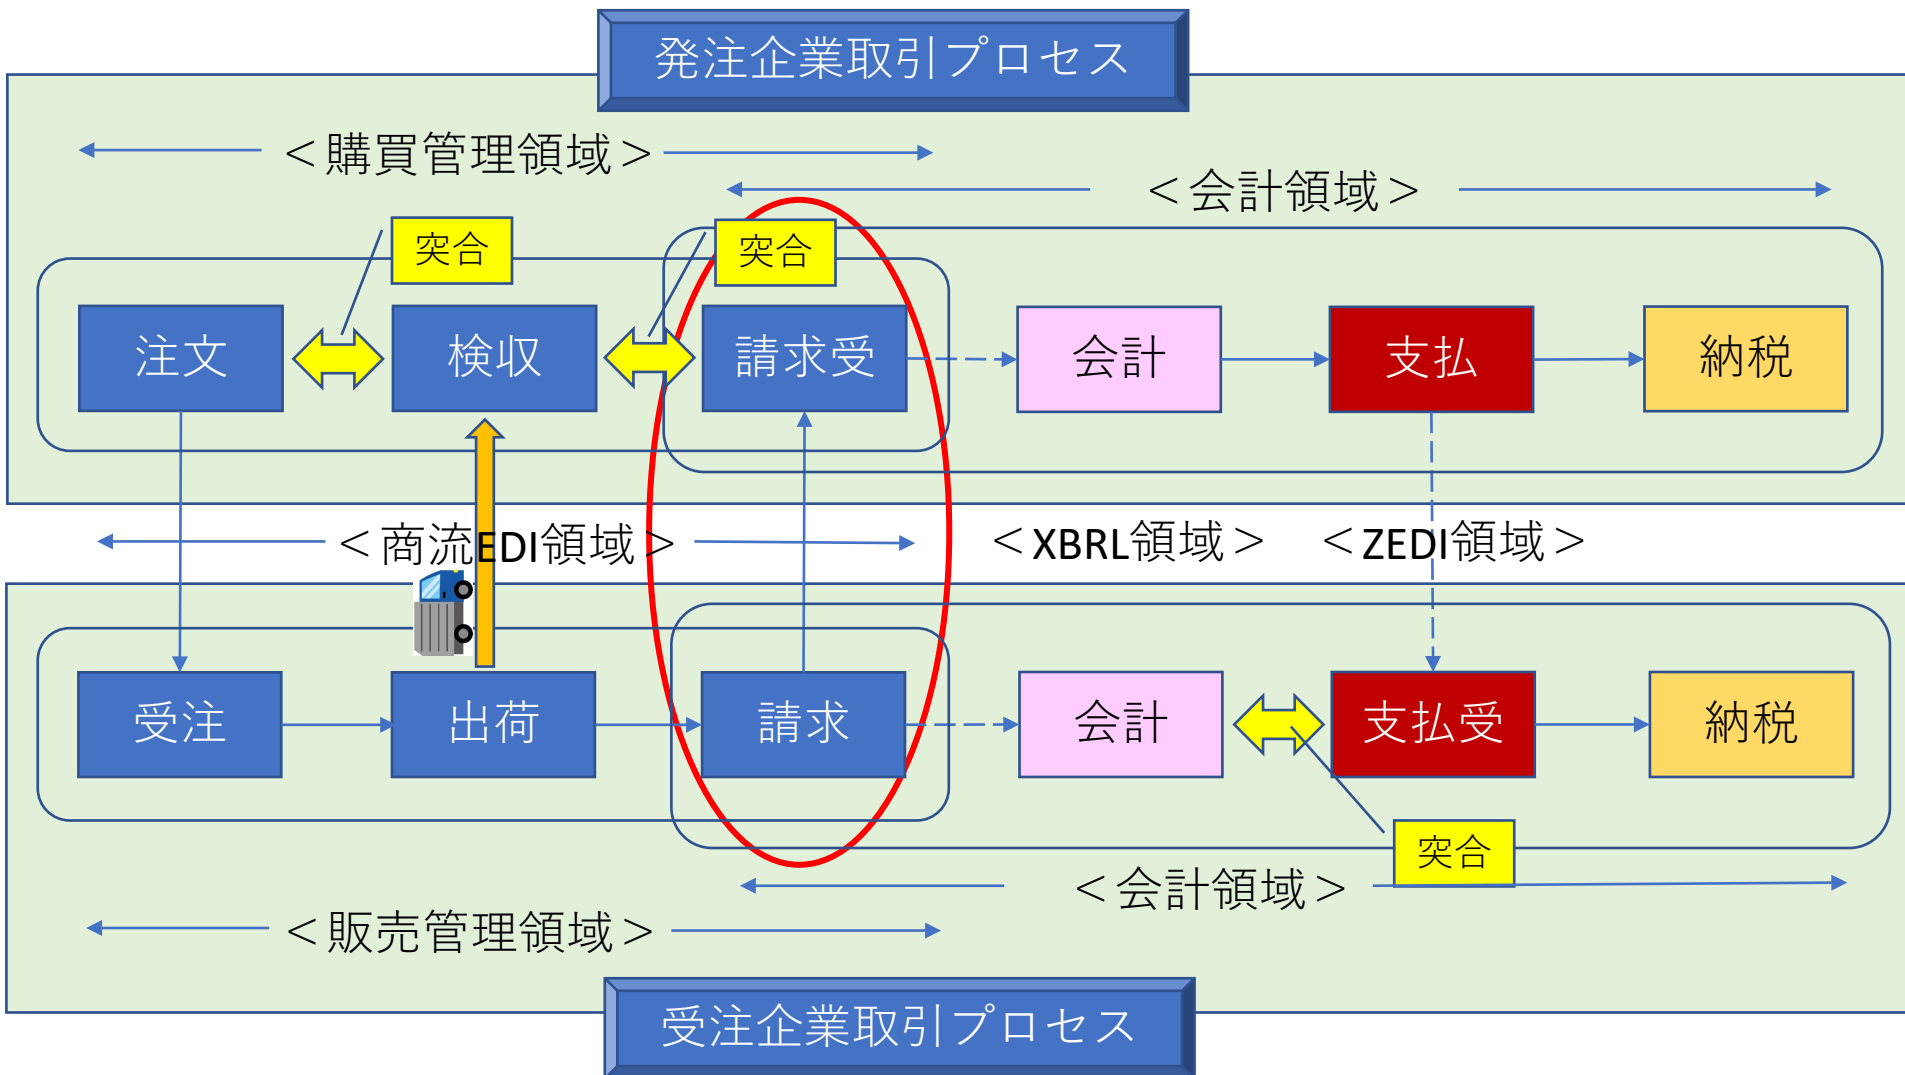 発注企業取引プロセス
＜購買管理領域＞
＜会計領域＞
突合
突合
注文
検収
請求受
会計
支払
納税
＜商流EDI領域＞
＜XBRL領域＞
＜ZEDI領域＞
受注
出荷
請求
会計
支払受
納税
突合
＜会計領域＞
＜販売管理領域＞
受注企業取引プロセス